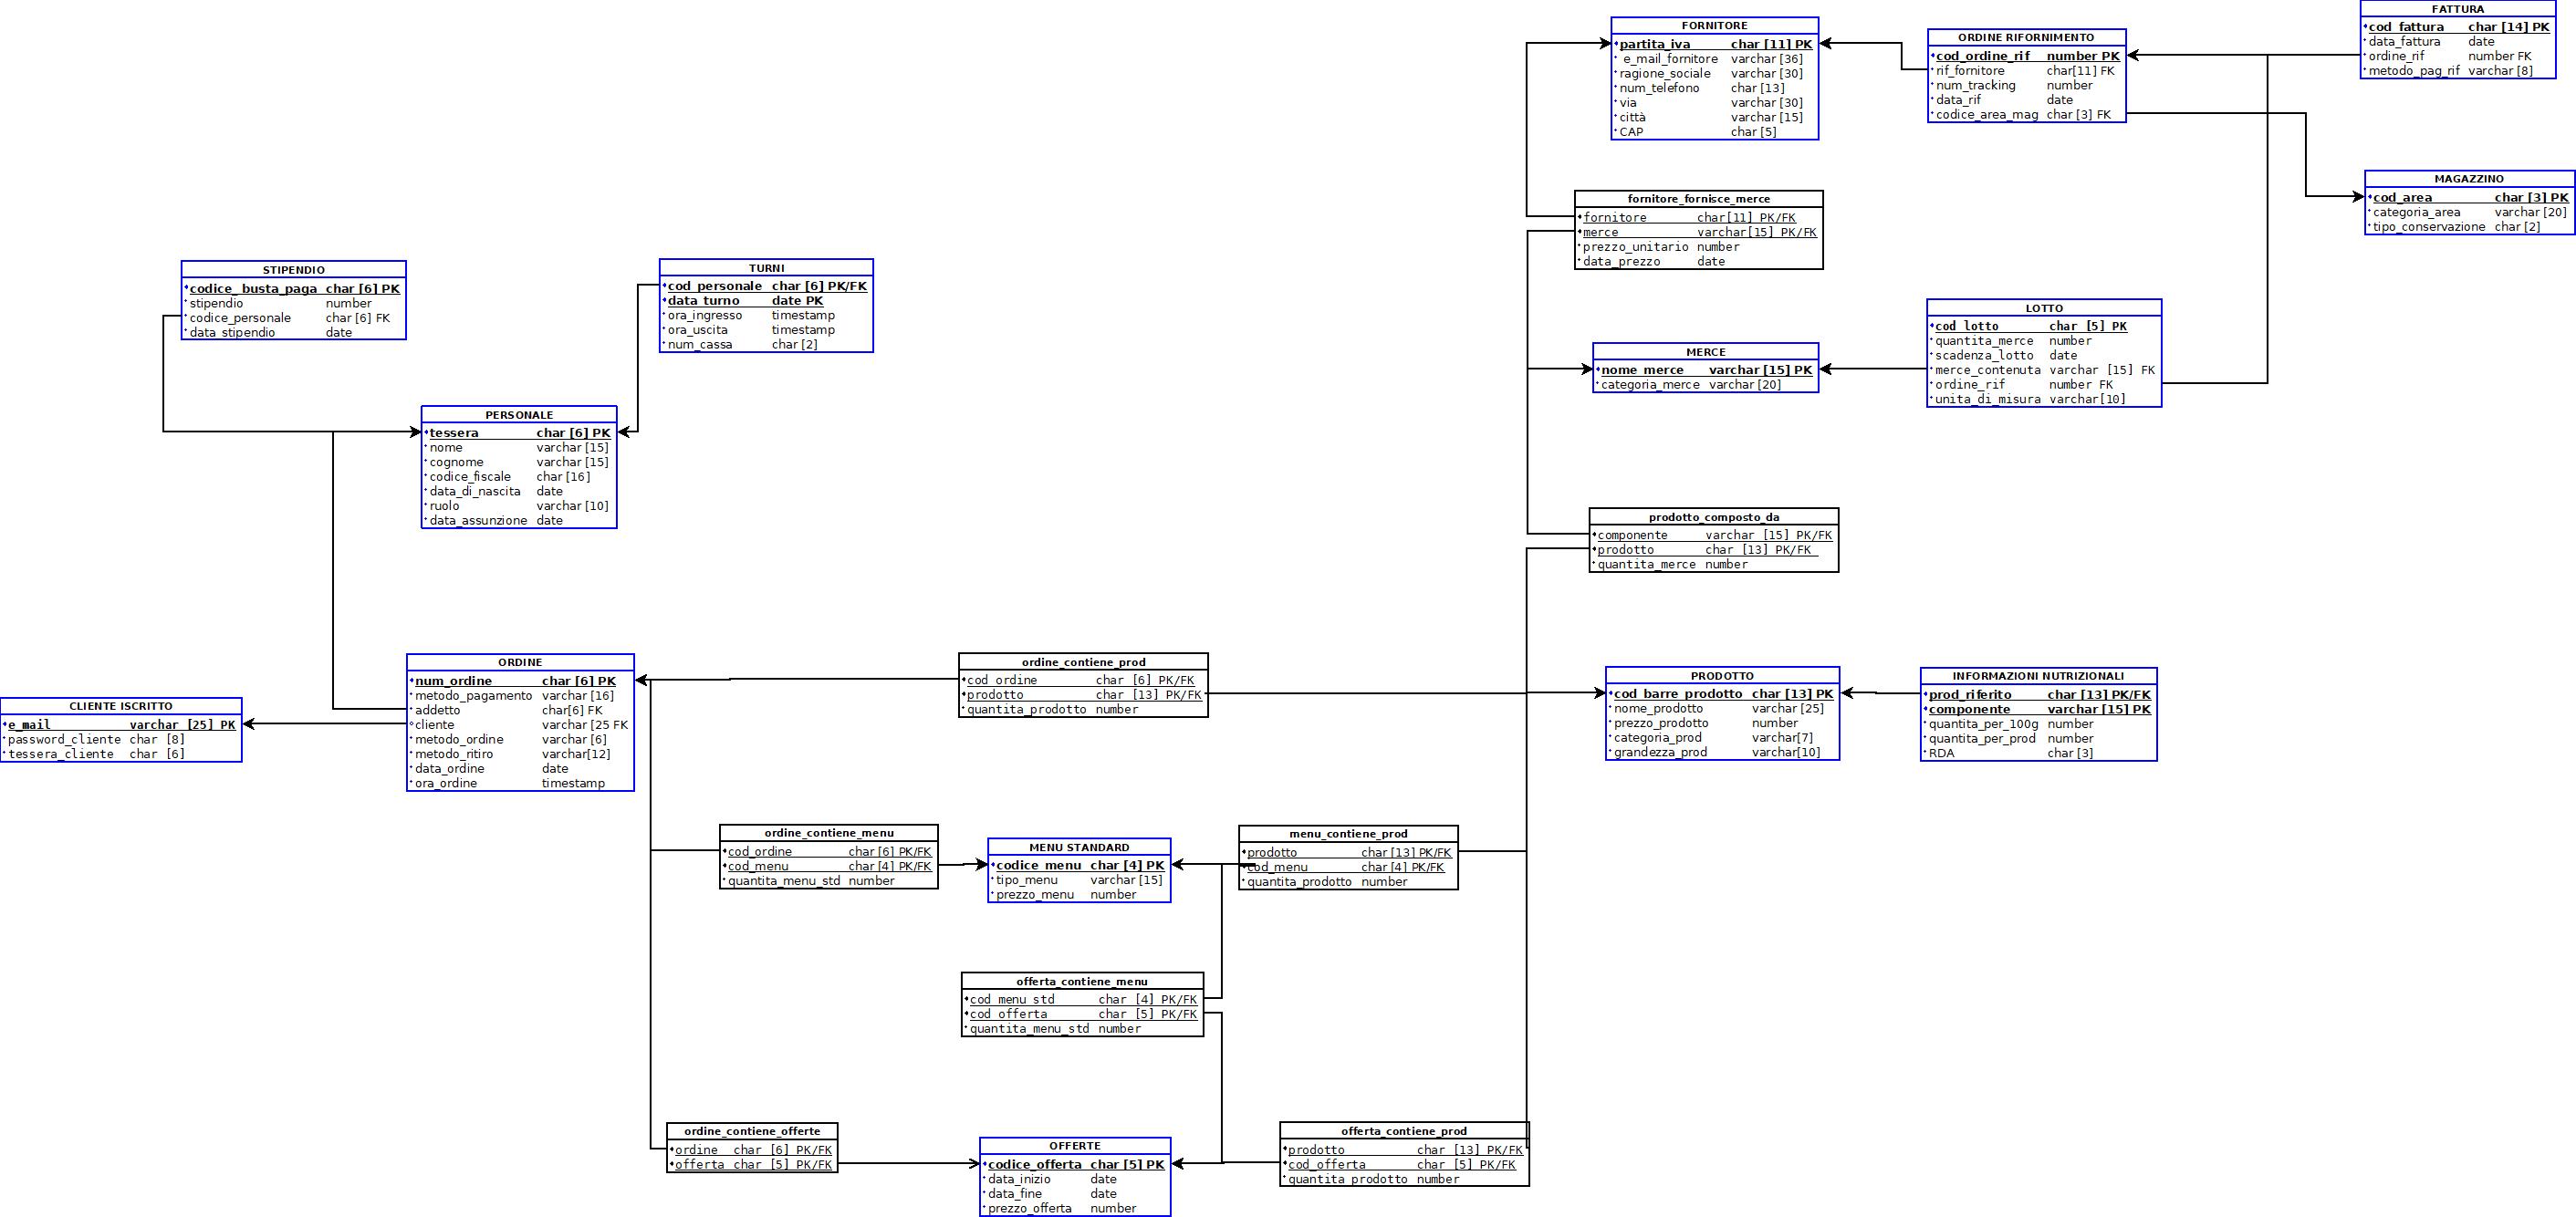 FORNITORE
partita_iva char [11] PK
e_mail_fornitore varchar [36]
ragione_sociale varchar [30]
num_telefono char [13]
via varchar [30]
città varchar [15]
CAP char [5]
ORDINE RIFORNIMENTO
cod_ordine_rif number PK
rif_fornitore char[11] FK
num_tracking number
data_rif date
codice_area_mag char [3] FK
FATTURA
cod_fattura char [14] PK
data_fattura date
ordine_rif number FK
metodo_pag_rif varchar [8]
MAGAZZINO
cod_area char [3] PK
categoria_area varchar [20]
tipo_conservazione char [2]
fornitore_fornisce_merce
fornitore char[11] PK/FK
merce varchar[15] PK/FK
prezzo_unitario number
data_prezzo date
STIPENDIO
codice_busta_paga char [6] PK
stipendio number
codice_personale char [6] FK
data_stipendio date
TURNI
cod_personale char [6] PK/FK
data_turno date PK
ora_ingresso timestamp
ora_uscita timestamp
num_cassa char [2]
MERCE
nome_merce varchar [15] PK
categoria_merce varchar [20]
LOTTO
cod_lotto char [5] PK
quantita_merce number
scadenza_lotto date
merce_contenuta varchar [15] FK
ordine_rif number FK
unita_di_misura varchar[10]
PERSONALE
tessera char [6] PK
nome varchar [15]
cognome varchar [15]
codice_fiscale char [16]
data_di_nascita date
ruolo varchar [10]
data_assunzione date
prodotto_composto_da
componente varchar [15] PK/FK
prodotto char [13] PK/FK
quantita_merce number
CLIENTE ISCRITTO
e_mail varchar [25] PK
password_cliente char [8]
tessera_cliente char [6]
ORDINE
num_ordine char [6] PK
metodo_pagamento varchar [16]
addetto char[6] FK
cliente varchar [25 FK
metodo_ordine varchar [6]
metodo_ritiro varchar[12]
data_ordine date
ora_ordine timestamp
ordine_contiene_prod
cod_ordine char [6] PK/FK
prodotto char [13] PK/FK
quantita_prodotto number
PRODOTTO
cod_barre_prodotto char [13] PK
nome_prodotto varchar [25]
prezzo_prodotto number
categoria_prod varchar[7]
grandezza_prod varchar[10]
INFORMAZIONI NUTRIZIONALI
prod_riferito char [13] PK/FK
componente varchar [15] PK
quantita_per_100g number
quantita_per_prod number
RDA char [3]
ordine_contiene_menu
cod_ordine char [6] PK/FK
cod_menu char [4] PK/FK
quantita_menu_std number
MENU STANDARD
codice_menu char [4] PK
tipo_menu varchar [15]
prezzo_menu number
menu_contiene_prod
prodotto char [13] PK/FK
cod_menu char [4] PK/FK
quantita_prodotto number
offerta_contiene_menu
cod_menu_std char [4] PK/FK
cod_offerta char [5] PK/FK
quantita_menu_std number
ordine_contiene_offerte
ordine char [6] PK/FK
offerta char [5] PK/FK
OFFERTE
codice_offerta char [5] PK
data_inizio date
data_fine date
prezzo_offerta number
offerta_contiene_prod
prodotto char [13] PK/FK
cod_offerta char [5] PK/FK
quantita_prodotto number